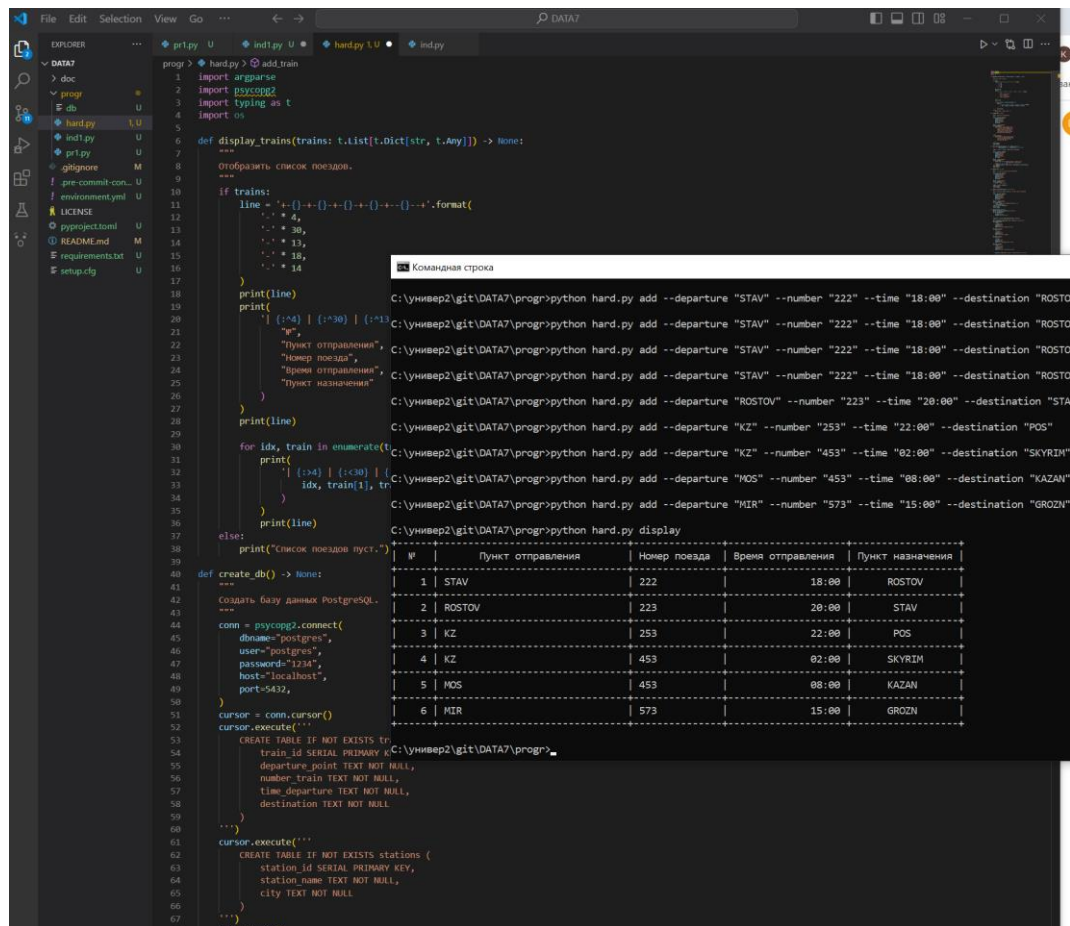 File Edit Selection View Go ··· ← → DATA7
EXPLORER ···
DATA7
> doc
progr
db U
hard.py 1, U
ind1.py U
pr1.py U
.gitignore M
.pre-commit-con... U
environment.yml U
LICENSE
pyproject.toml U
README.md M
requirements.txt U
setup.cfg U
pr1.py U ind1.py U hard.py 1, U ind.py
progr > hard.py > add_train
1 import argparse
2 import psycopg2
3 import typing as t
4 import os
5
6 def display_trains(trains: t.List[t.Dict[str, t.Any]]) -> None:
7 """
8 Отобразить список поездов.
9 """
10 if trains:
11 line = '+-{}-+-{}-+-{}-+-{}-+--{}--+'.format(
12 '-' * 4,
13 '-' * 30,
14 '-' * 13,
15 '-' * 18,
16 '-' * 14
17 )
18 print(line)
19 print(
20 '| {:^4} | {:^30} | {:^13
21 "№",
22 "Пункт отправления",
23 "Номер поезда",
24 "Время отправления",
25 "Пункт назначения"
26 )
27 )
28 print(line)
29
30 for idx, train in enumerate(t
31 print(
32 '| {:>4} | {:<30} | {
33 idx, train[1], tr
34 )
35 )
36 print(line)
37 else:
38 print("Список поездов пуст.")
39
40 def create_db() -> None:
41 """
42 Создать базу данных PostgreSQL.
43 """
44 conn = psycopg2.connect(
45 dbname="postgres",
46 user="postgres",
47 password="1234",
48 host="localhost",
49 port=5432,
50 )
51 cursor = conn.cursor()
52 cursor.execute('''
53 CREATE TABLE IF NOT EXISTS tr
54 train_id SERIAL PRIMARY K
55 departure_point TEXT NOT NULL,
56 number_train TEXT NOT NULL,
57 time_departure TEXT NOT NULL,
58 destination TEXT NOT NULL
59 )
60 ''')
61 cursor.execute('''
62 CREATE TABLE IF NOT EXISTS stations (
63 station_id SERIAL PRIMARY KEY,
64 station_name TEXT NOT NULL,
65 city TEXT NOT NULL
66 )
67 ''')
Командная строка
C:\универ2\git\DATA7\progr>python hard.py add --departure "STAV" --number "222" --time "18:00" --destination "ROSTO
C:\универ2\git\DATA7\progr>python hard.py add --departure "STAV" --number "222" --time "18:00" --destination "ROSTO
C:\универ2\git\DATA7\progr>python hard.py add --departure "STAV" --number "222" --time "18:00" --destination "ROSTO
C:\универ2\git\DATA7\progr>python hard.py add --departure "STAV" --number "222" --time "18:00" --destination "ROSTO
C:\универ2\git\DATA7\progr>python hard.py add --departure "ROSTOV" --number "223" --time "20:00" --destination "STA
C:\универ2\git\DATA7\progr>python hard.py add --departure "KZ" --number "253" --time "22:00" --destination "POS"
C:\универ2\git\DATA7\progr>python hard.py add --departure "KZ" --number "453" --time "02:00" --destination "SKYRIM"
C:\универ2\git\DATA7\progr>python hard.py add --departure "MOS" --number "453" --time "08:00" --destination "KAZAN"
C:\универ2\git\DATA7\progr>python hard.py add --departure "MIR" --number "573" --time "15:00" --destination "GROZN"
C:\универ2\git\DATA7\progr>python hard.py display
| № | Пункт отправления | Номер поезда | Время отправления | Пункт назначения |
| 1 | STAV | 222 | 18:00 | ROSTOV |
| 2 | ROSTOV | 223 | 20:00 | STAV |
| 3 | KZ | 253 | 22:00 | POS |
| 4 | KZ | 453 | 02:00 | SKYRIM |
| 5 | MOS | 453 | 08:00 | KAZAN |
| 6 | MIR | 573 | 15:00 | GROZN |
C:\универ2\git\DATA7\progr>